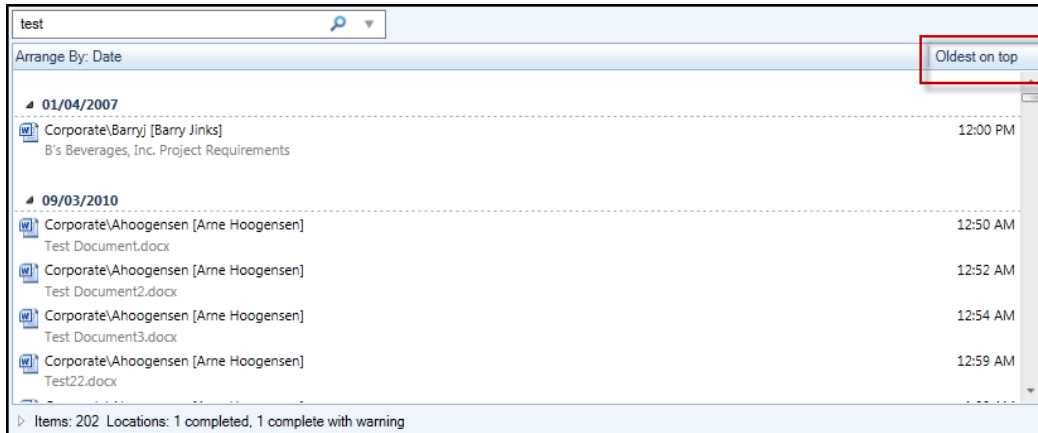 test
Arrange By: Date Oldest on top
01/04/2007
Corporate\Barryj [Barry Jinks] 12:00 PM
B's Beverages, Inc. Project Requirements
09/03/2010
Corporate\Ahoogensen [Arne Hoogensen] 12:50 AM
Test Document.docx
Corporate\Ahoogensen [Arne Hoogensen] 12:52 AM
Test Document2.docx
Corporate\Ahoogensen [Arne Hoogensen] 12:54 AM
Test Document3.docx
Corporate\Ahoogensen [Arne Hoogensen] 12:59 AM
Test22.docx
Items: 202 Locations: 1 completed, 1 complete with warning